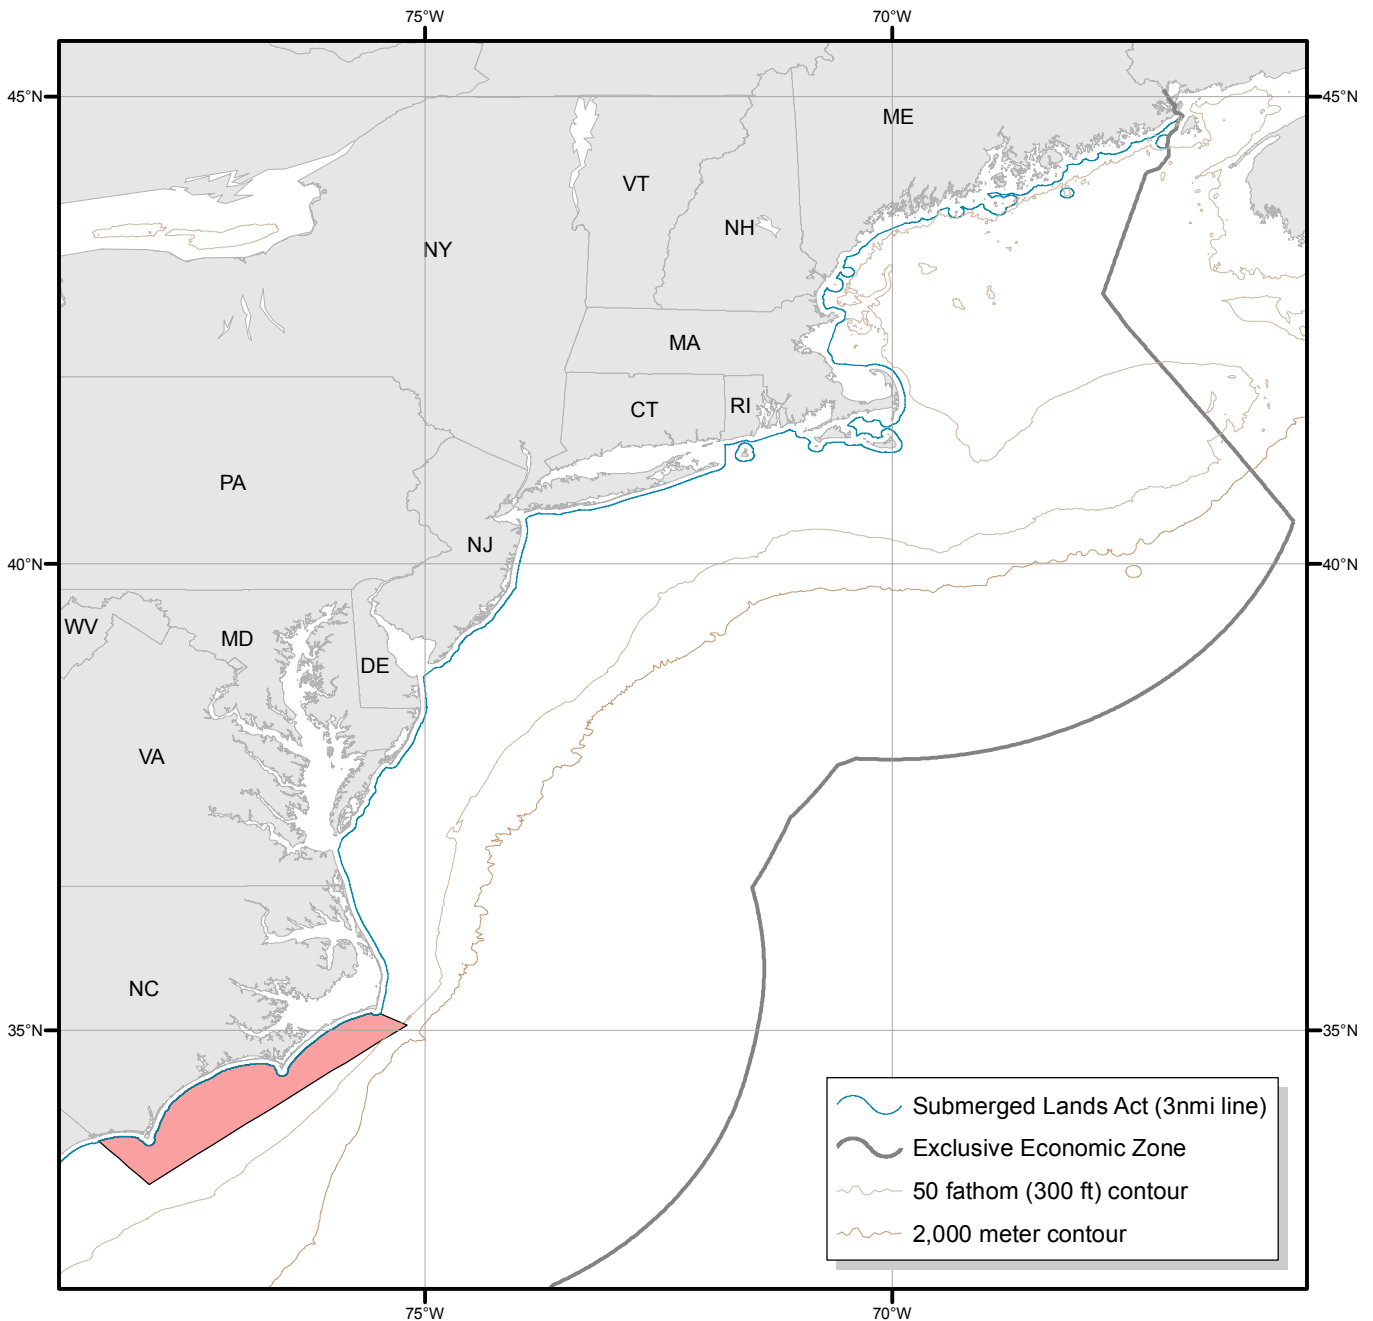 75°W 70°W
45°N 45°N
ME
VT
NH
NY
MA
CT RI
PA
NJ
40°N 40°N
WV MD
DE
VA
NC
35°N 35°N
Submerged Lands Act (3nmi line)
Exclusive Economic Zone
50 fathom (300 ft) contour
2,000 meter contour
75°W 70°W